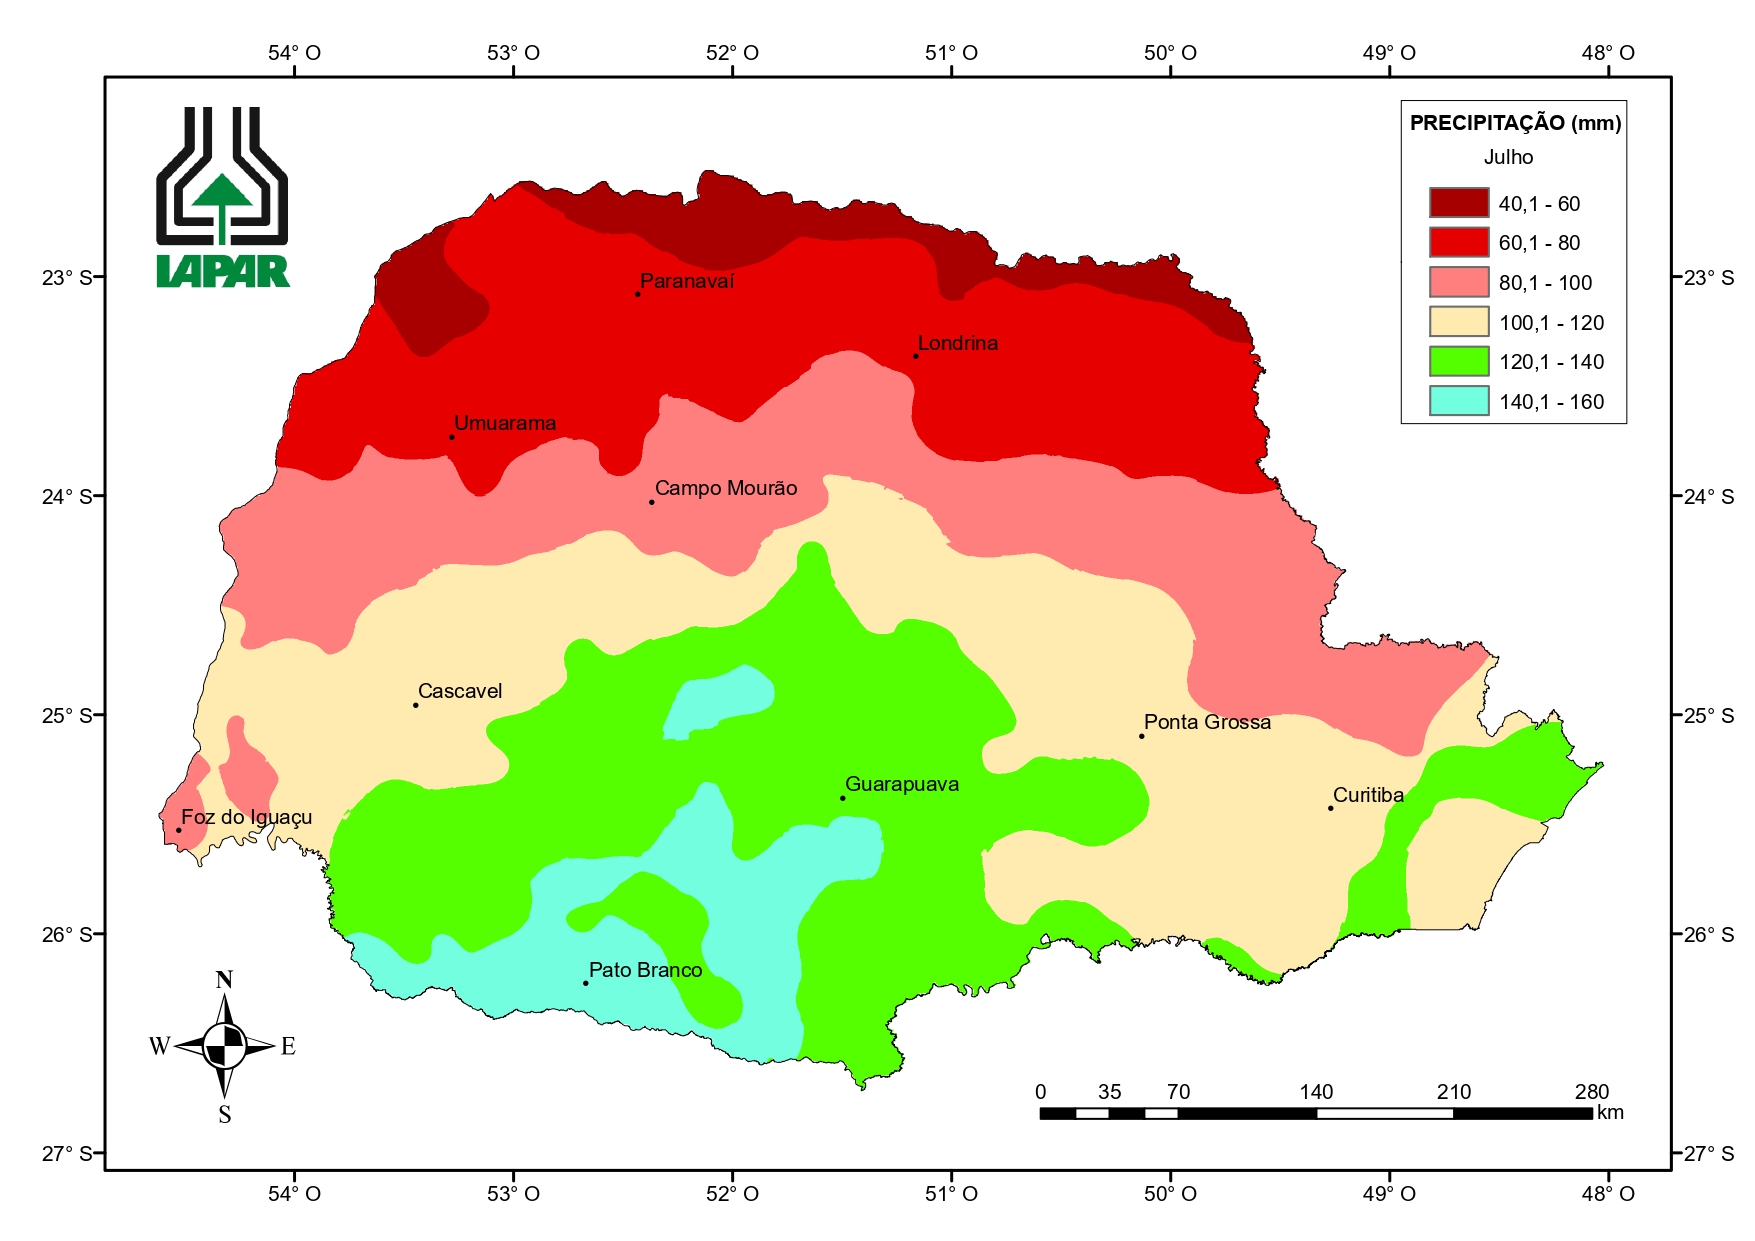 54° O 53° O 52° O 51° O 50° O 49° O 48° O
IAPAR
PRECIPITAÇÃO (mm)
Julho
40,1 - 60
60,1 - 80
80,1 - 100
100,1 - 120
120,1 - 140
140,1 - 160
23° S 23° S
Paranavaí
Londrina
Umuarama
Campo Mourão
24° S 24° S
Cascavel
25° S 25° S
Ponta Grossa
Guarapuava
Curitiba
Foz do Iguaçu
26° S 26° S
Pato Branco
N
W E
S
0 35 70 140 210 280
km
27° S 27° S
54° O 53° O 52° O 51° O 50° O 49° O 48° O